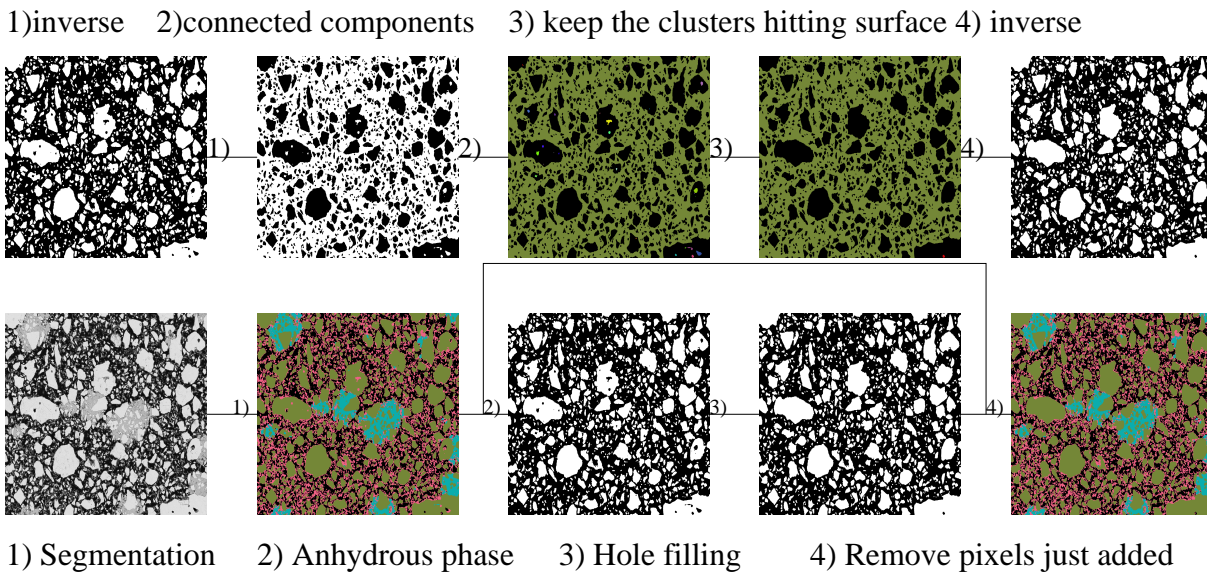 1)inverse 2)connected components 3) keep the clusters hitting surface 4) inverse
1) 2) 3) 4)
1) 2) 3) 4)
1) Segmentation 2) Anhydrous phase 3) Hole filling 4) Remove pixels just added